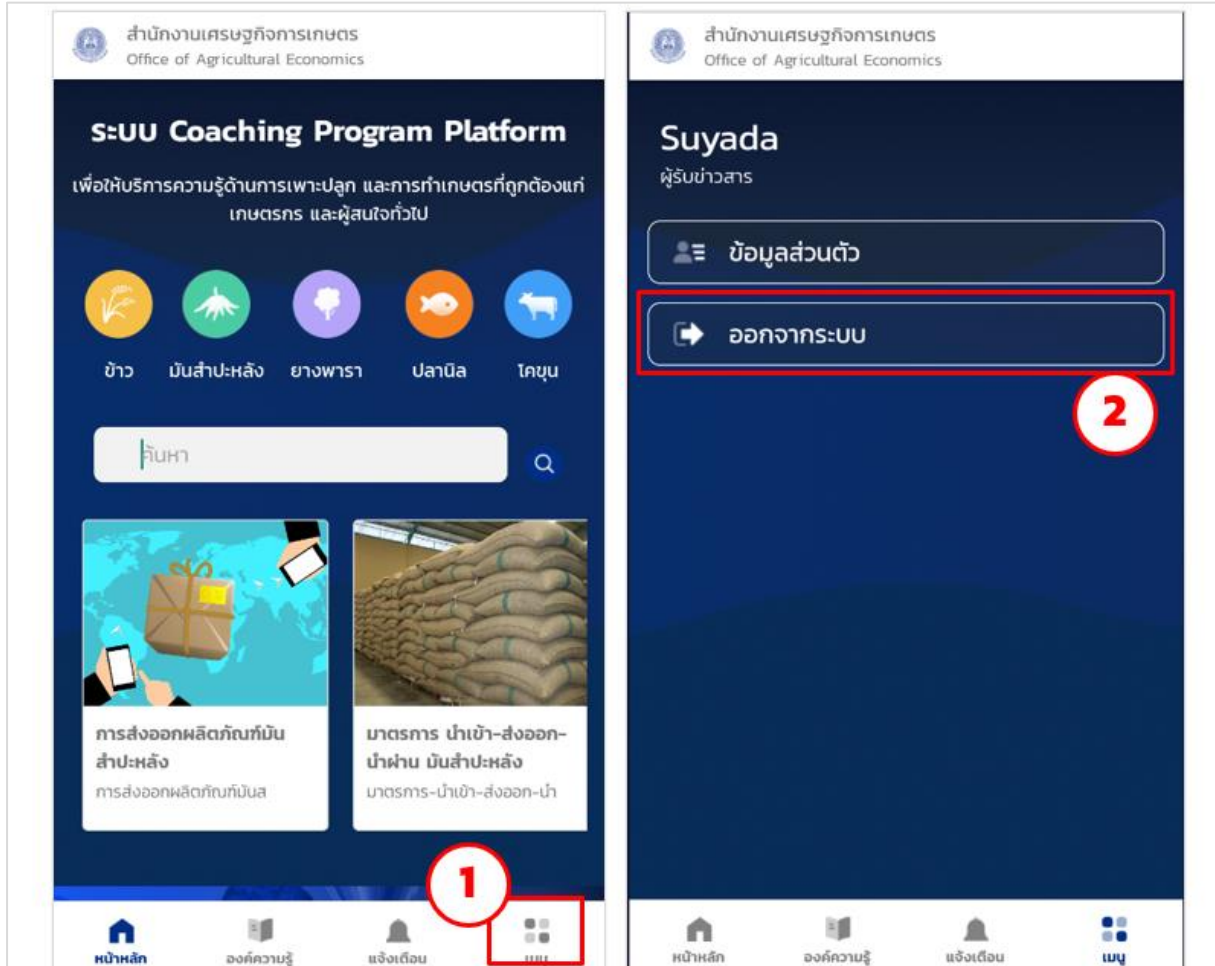 สำนักงานเศรษฐกิจการเกษตร
Office of Agricultural Economics
ระบบ Coaching Program Platform
เพื่อให้บริการความรู้ด้านการเพาะปลูก และการทำเกษตรที่ถูกต้องแก่
เกษตรกร และผู้สนใจทั่วไป
ข้าว มันสำปะหลัง ยางพารา ปลานิล โคขุน
ค้นหา
การส่งออกผลิตภัณฑ์มัน
สำปะหลัง
การส่งออกผลิตภัณฑ์มันส
มาตรการ นำเข้า-ส่งออก-
นำผ่าน มันสำปะหลัง
มาตรการ-นำเข้า-ส่งออก-นำ
1
หน้าหลัก องค์ความรู้ แจ้งเตือน เมนู
สำนักงานเศรษฐกิจการเกษตร
Office of Agricultural Economics
Suyada
ผู้รับข่าวสาร
ข้อมูลส่วนตัว
ออกจากระบบ
2
หน้าหลัก องค์ความรู้ แจ้งเตือน เมนู